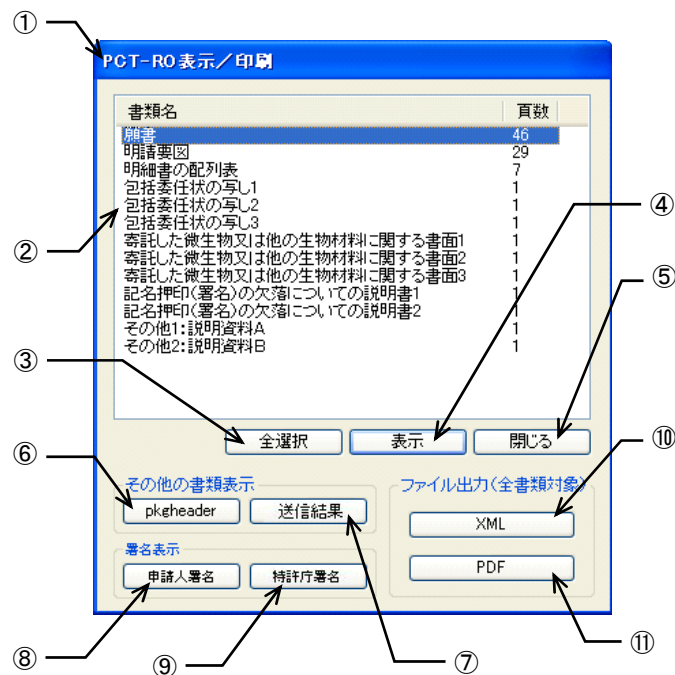 ①
PCT-RO表示／印刷
書類名 頁数
願書 46
明請要図 29
明細書の配列表 7
包括委任状の写し1 1
包括委任状の写し2 1
包括委任状の写し3 1
④
②
寄託した微生物又は他の生物材料に関する書面1 1
寄託した微生物又は他の生物材料に関する書面2 1
寄託した微生物又は他の生物材料に関する書面3 1
⑤
記名押印(署名)の欠落についての説明書1 1
記名押印(署名)の欠落についての説明書2 1
その他1:説明資料A 1
その他2:説明資料B 1
③
全選択 表示 閉じる
⑩
⑥
その他の書類表示 ファイル出力(全書類対象)
pkgheader 送信結果
XML
署名表示
PDF
申請人署名 特許庁署名
⑪
⑧ ⑨ ⑦